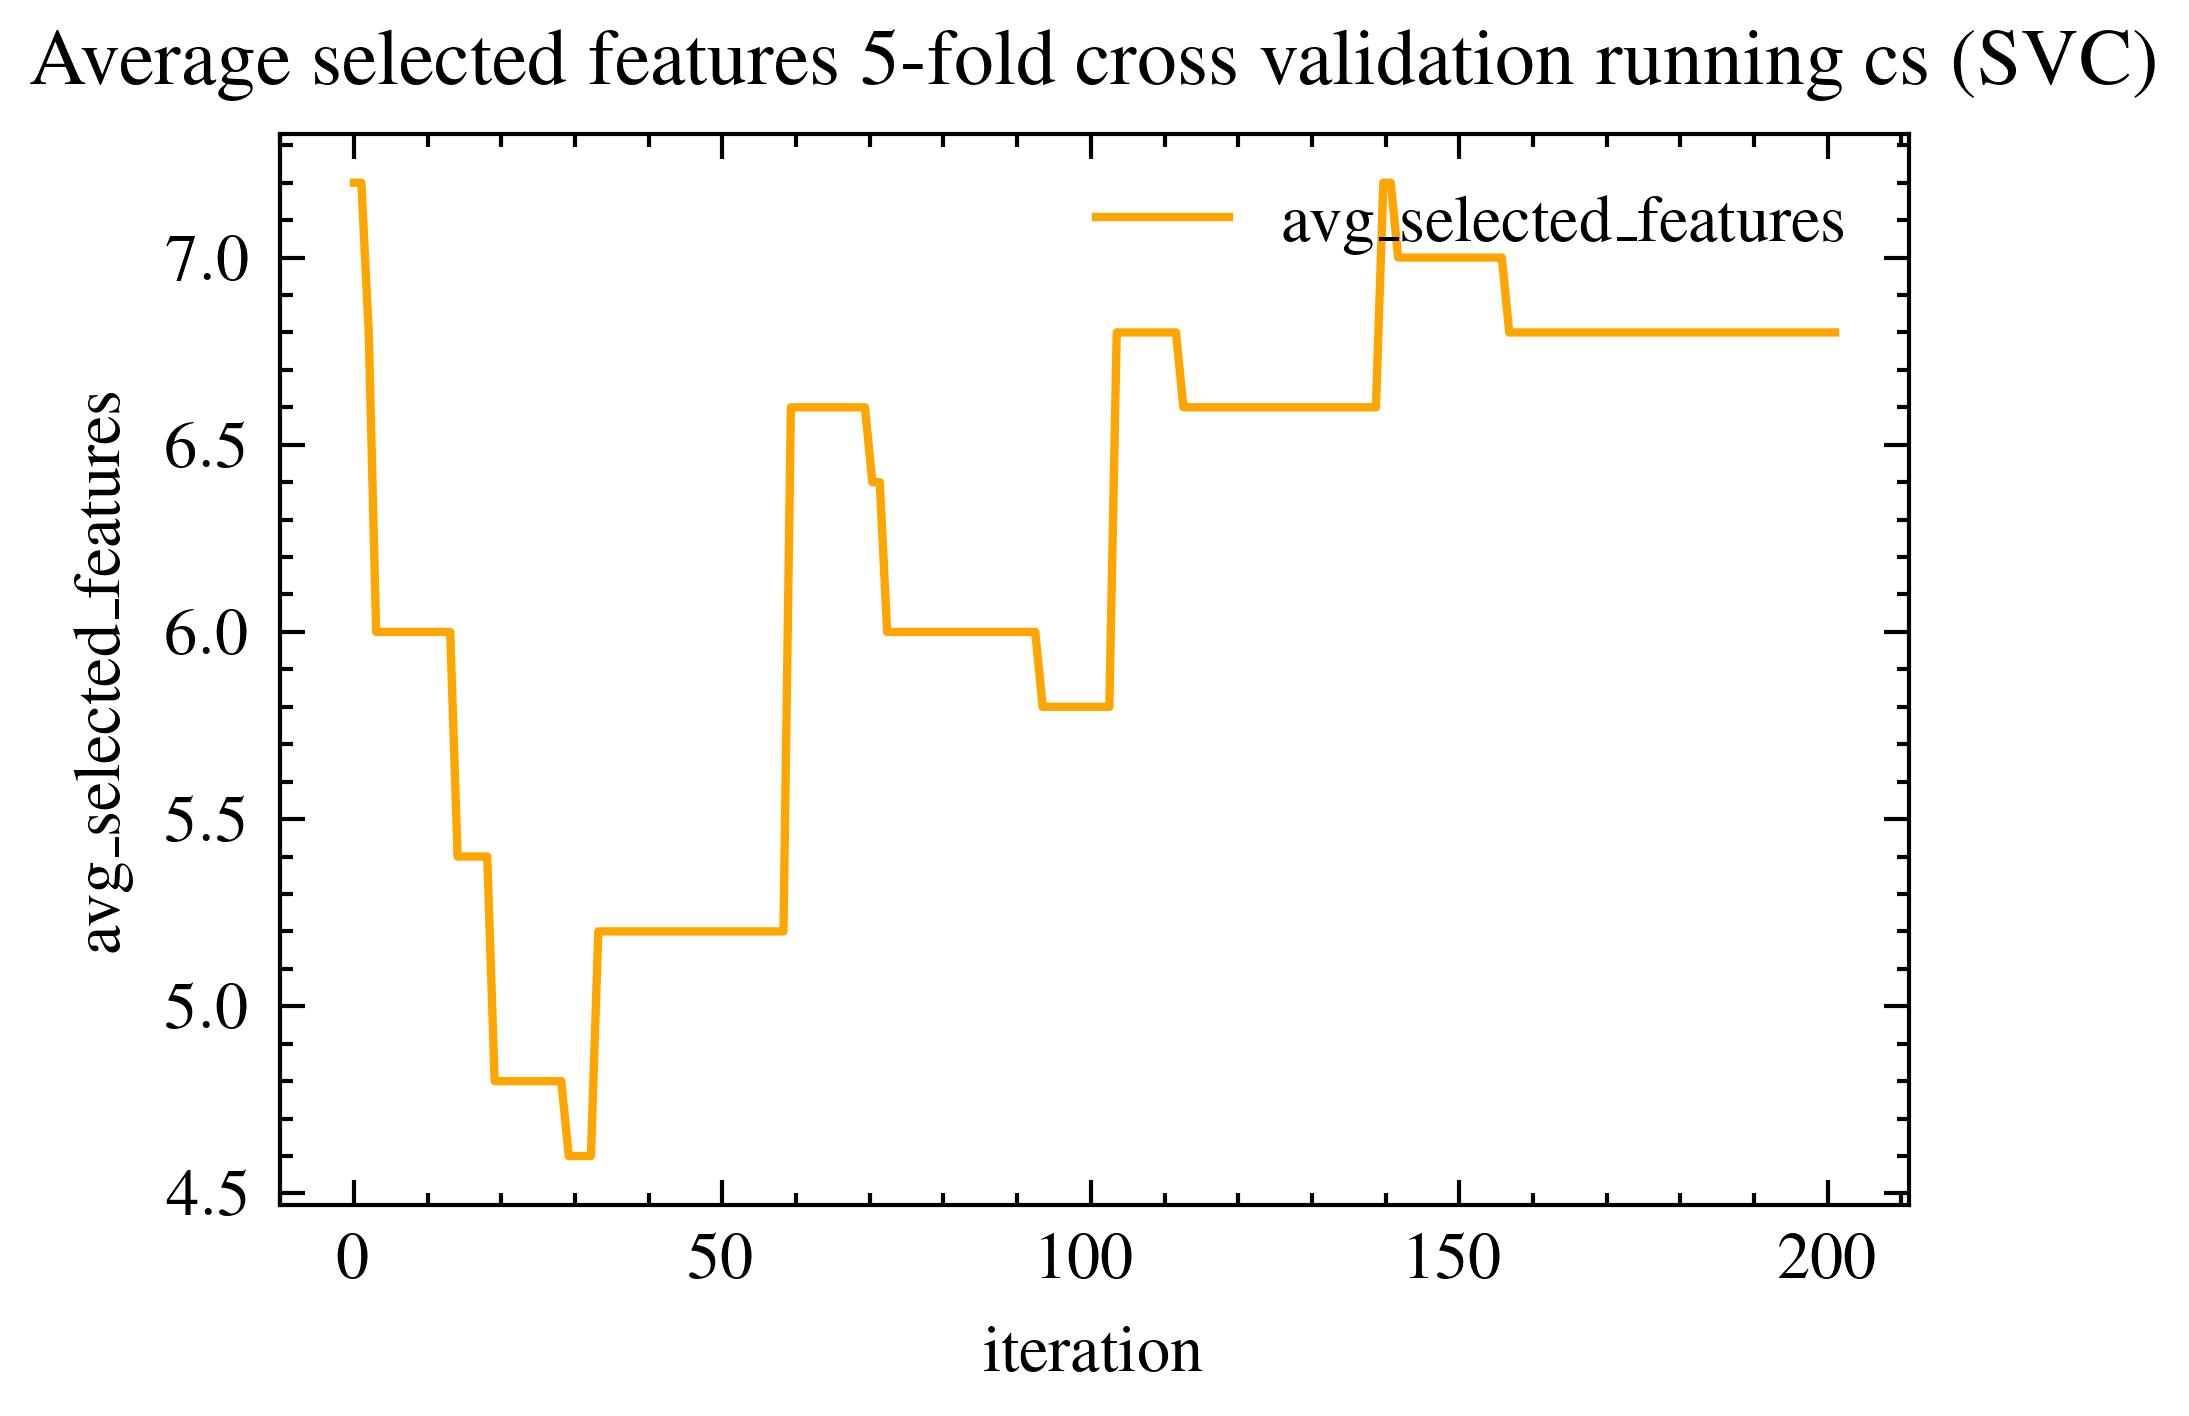 Average selected features 5-fold cross validation running cs (SVC)
avg_selected_features
avg_selected_features
7.0
6.5
6.0
5.5
5.0
4.5
0 50 100 150 200
iteration